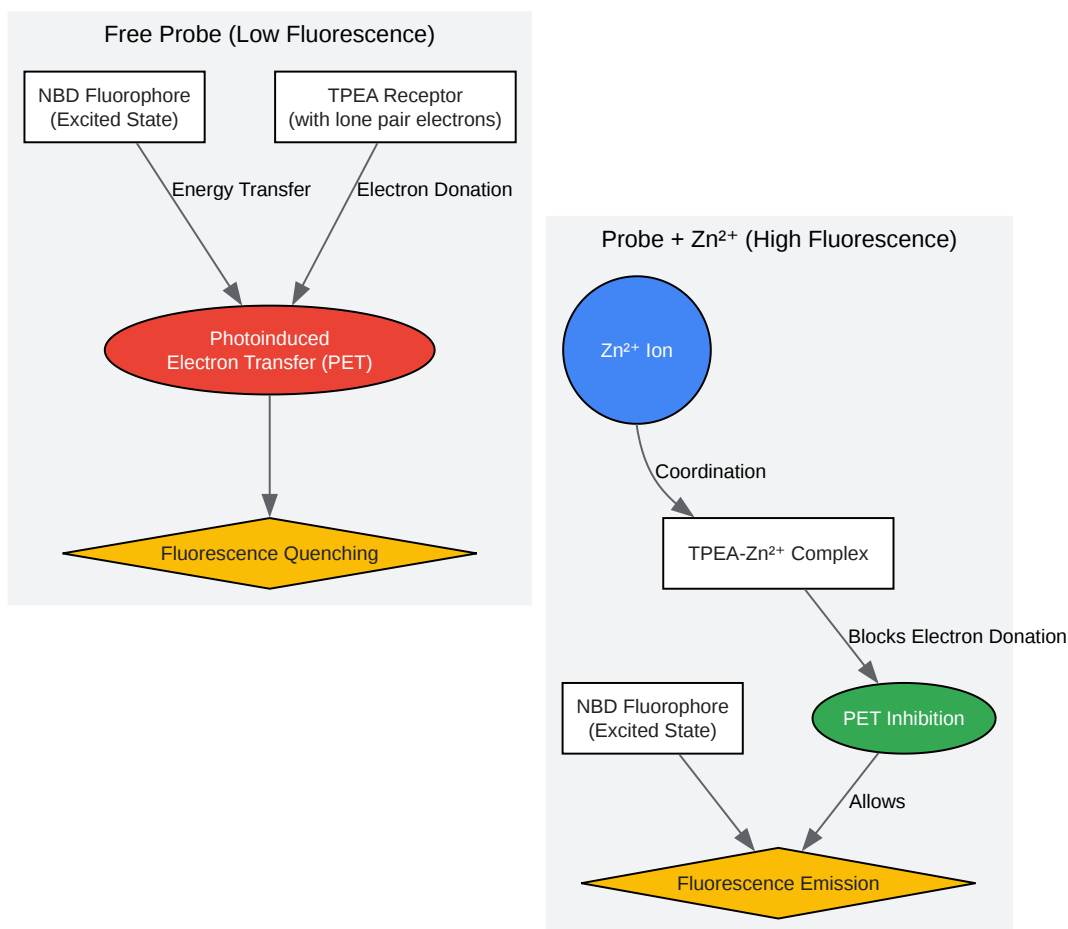 Free Probe (Low Fluorescence)
NBD Fluorophore
(Excited State)
TPEA Receptor
(with lone pair electrons)
Energy Transfer
Electron Donation
Photoinduced
Electron Transfer (PET)
Fluorescence Quenching
Probe + Zn²⁺ (High Fluorescence)
Zn²⁺ Ion
Coordination
TPEA-Zn²⁺ Complex
Blocks Electron Donation
NBD Fluorophore
(Excited State)
PET Inhibition
Allows
Fluorescence Emission